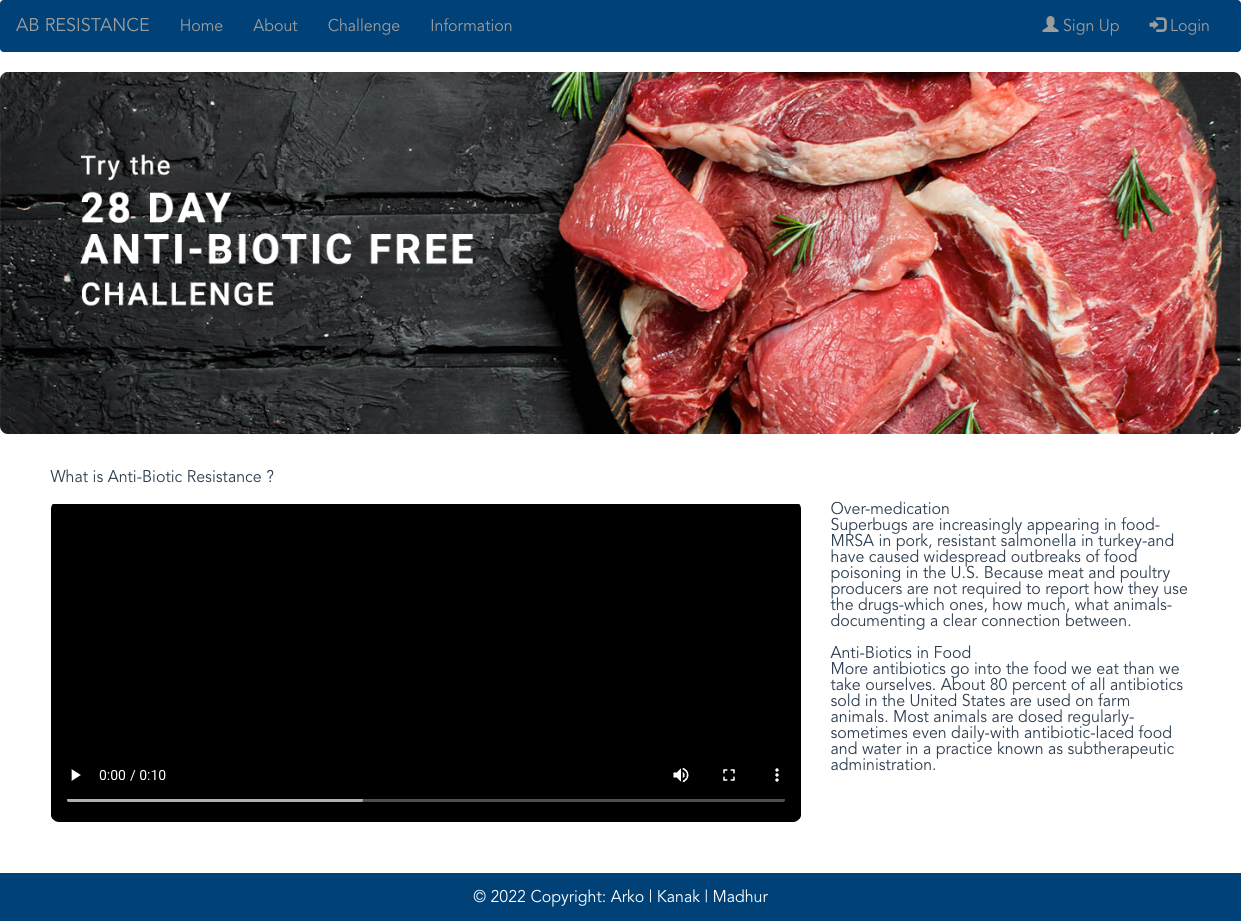 AB RESISTANCE Home About Challenge Information Sign Up Login
Try the
28 DAY
ANTI-BIOTIC FREE
CHALLENGE
What is Anti-Biotic Resistance ?
0:00 / 0:10
Over-medication
Superbugs are increasingly appearing in food-
MRSA in pork, resistant salmonella in turkey-and
have caused widespread outbreaks of food
poisoning in the U.S. Because meat and poultry
producers are not required to report how they use
the drugs-which ones, how much, what animals-
documenting a clear connection between.
Anti-Biotics in Food
More antibiotics go into the food we eat than we
take ourselves. About 80 percent of all antibiotics
sold in the United States are used on farm
animals. Most animals are dosed regularly-
sometimes even daily-with antibiotic-laced food
and water in a practice known as subtherapeutic
administration.
© 2022 Copyright: Arko | Kanak | Madhur